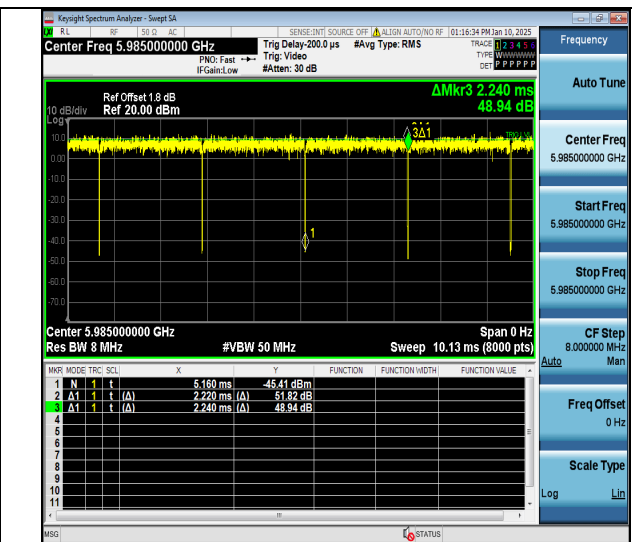 Keysight Spectrum Analyzer - Swept SA
RL RF 50 Ω AC SENSE:INT SOURCE OFF ALIGN AUTO/NO RF 01:16:34 PM Jan 10, 2025
Center Freq 5.985000000 GHz Trig Delay-200.0 µs #Avg Type: RMS TRACE 1 2 3 4 5 6
PNO: Fast Trig: Video TYPE WWWWWW
IFGain:Low #Atten: 30 dB DET P P P P P P
ΔMkr3 2.240 ms
48.94 dB
Ref Offset 1.8 dB
10 dB/div Ref 20.00 dBm
Log
10.0
0.00
-10.0
-20.0
-30.0
-40.0
-50.0
-60.0
-70.0
3Δ1
1
Center 5.985000000 GHz Span 0 Hz
Res BW 8 MHz #VBW 50 MHz Sweep 10.13 ms (8000 pts)
MKR MODE TRC SCL X Y FUNCTION FUNCTION WIDTH FUNCTION VALUE
1 N 1 t 5.160 ms -45.41 dBm
2 Δ1 1 t (Δ) 2.220 ms (Δ) 51.82 dB
3 Δ1 1 t (Δ) 2.240 ms (Δ) 48.94 dB
4
5
6
7
8
9
10
11
MSG STATUS
Frequency
Auto Tune
Center Freq
5.985000000 GHz
Start Freq
5.985000000 GHz
Stop Freq
5.985000000 GHz
CF Step
8.000000 MHz
Auto Man
Freq Offset
0 Hz
Scale Type
Log Lin